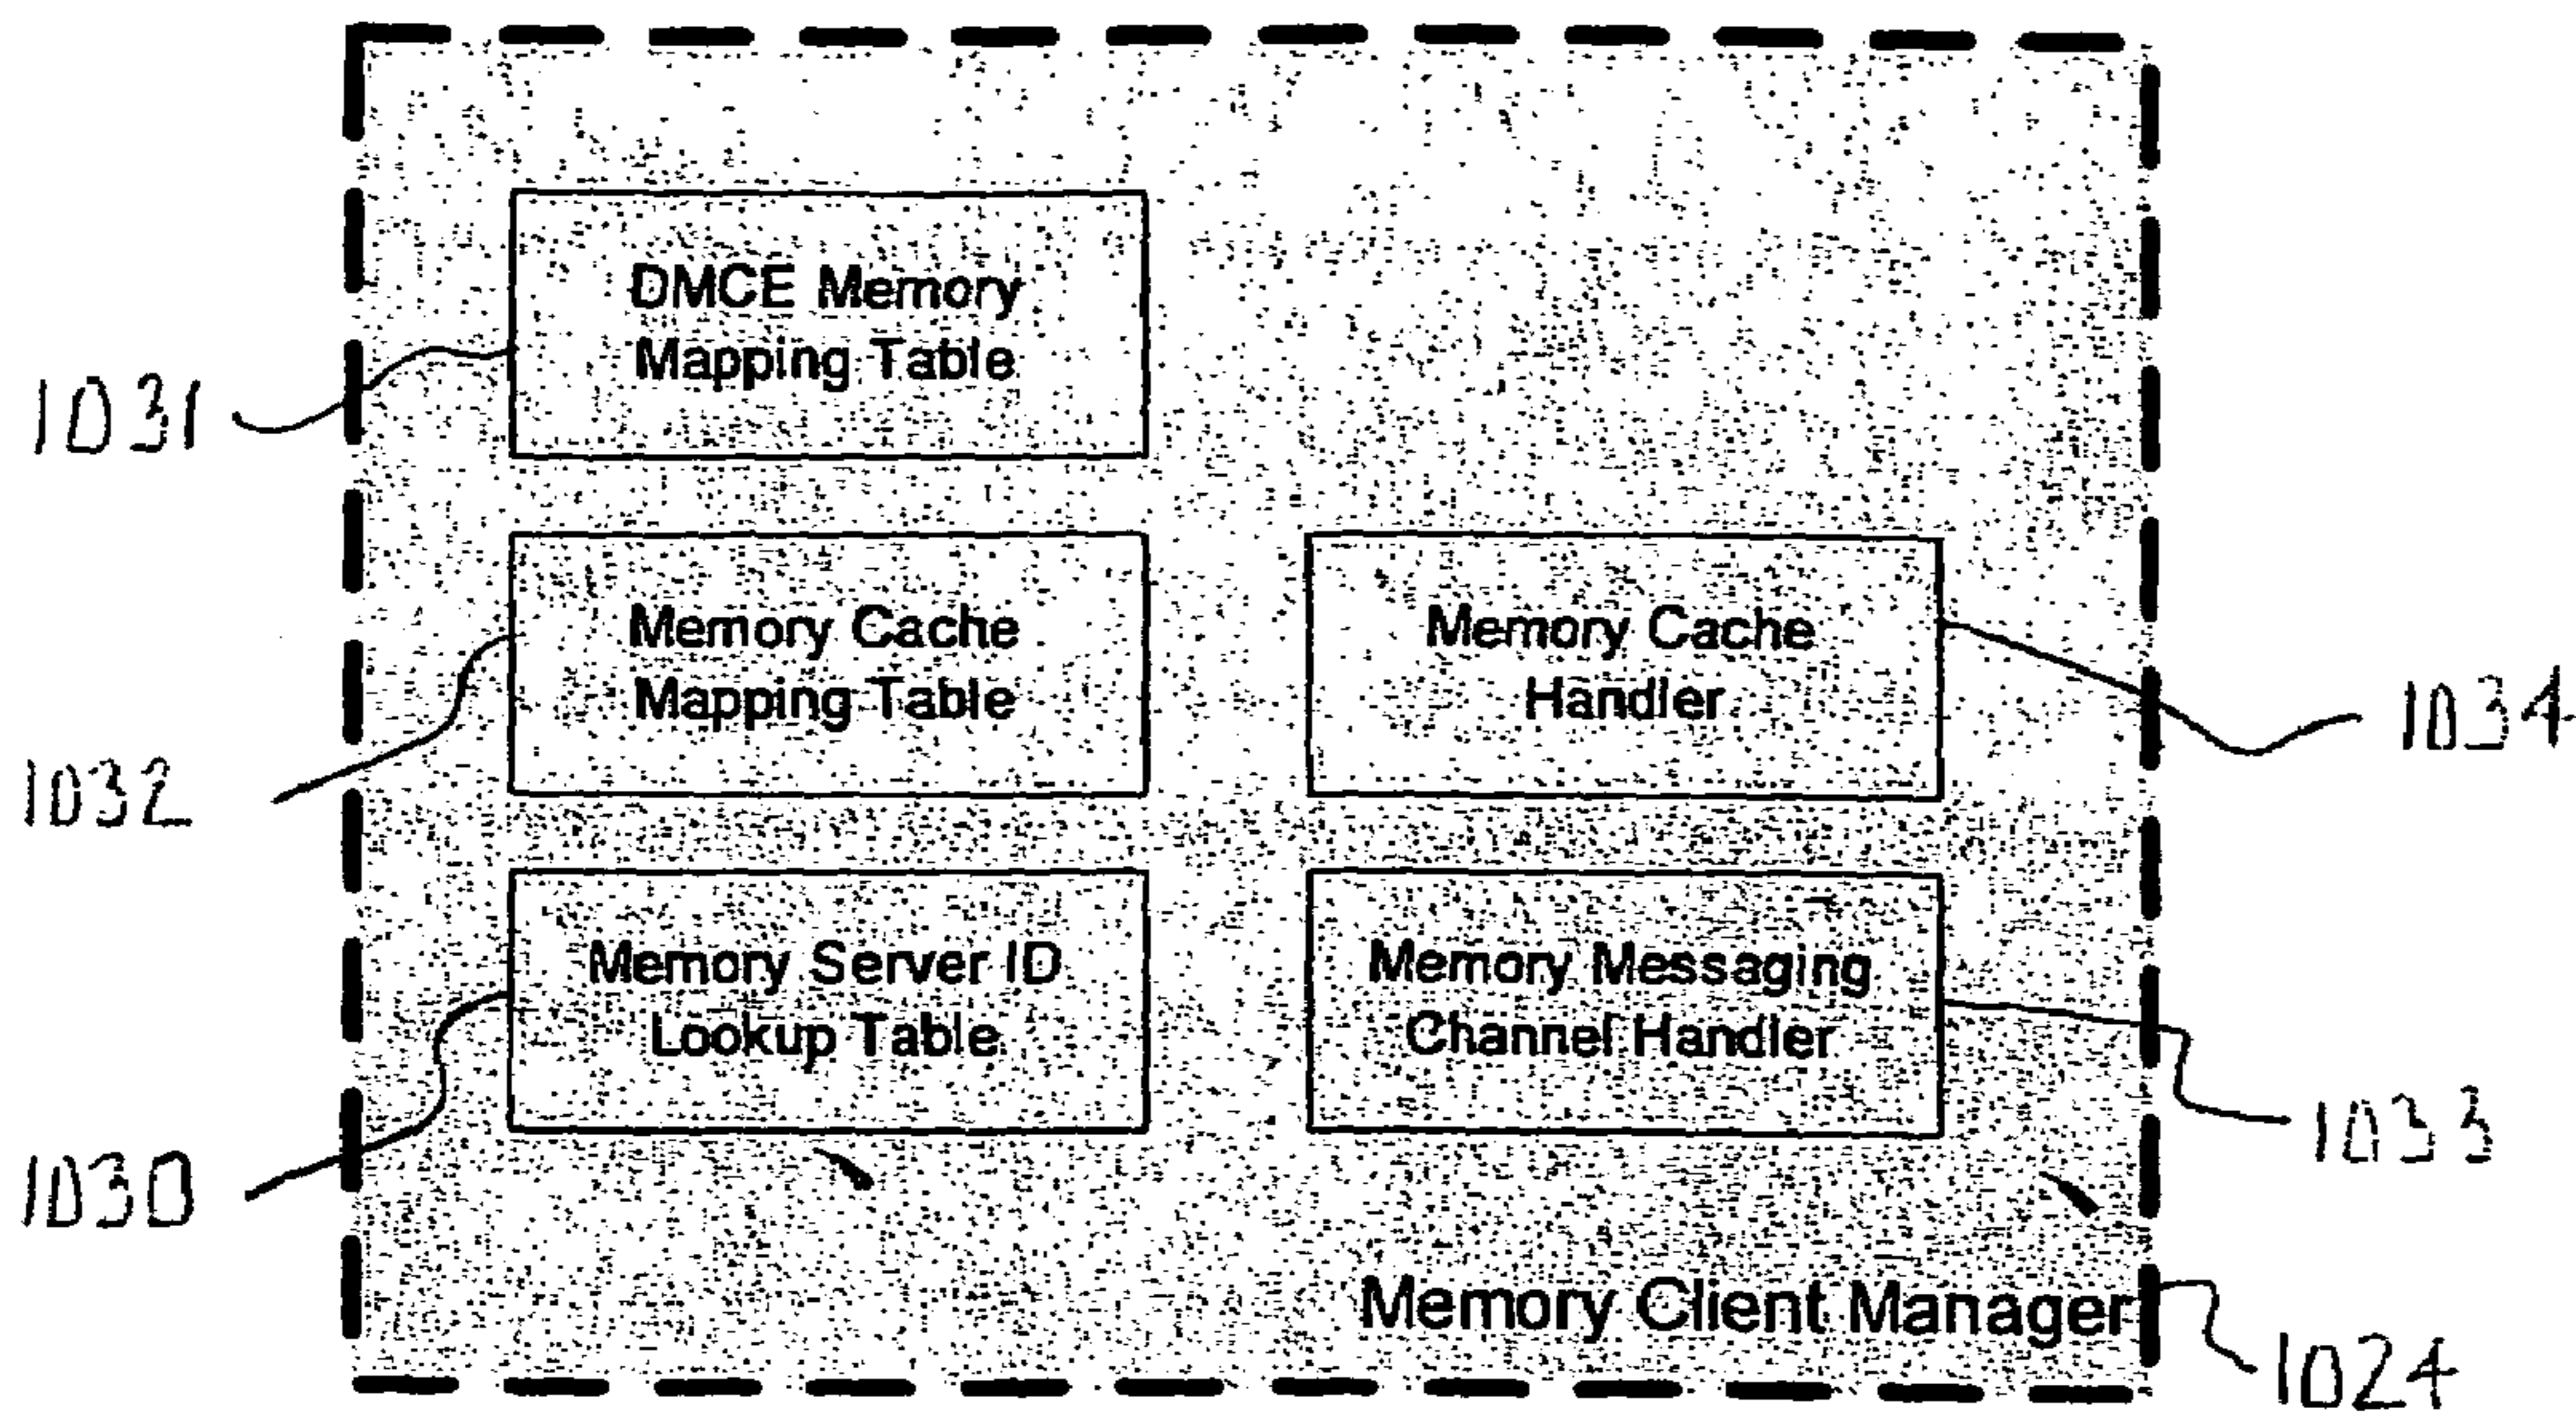 DMCE Memory
Mapping Table
1031
Memory Cache
Mapping Table
1032
Memory Cache
Handler
1034
Memory Server ID
Lookup Table
1030
Memory Messaging
Channel Handler
1033
Memory Client Manager
1024